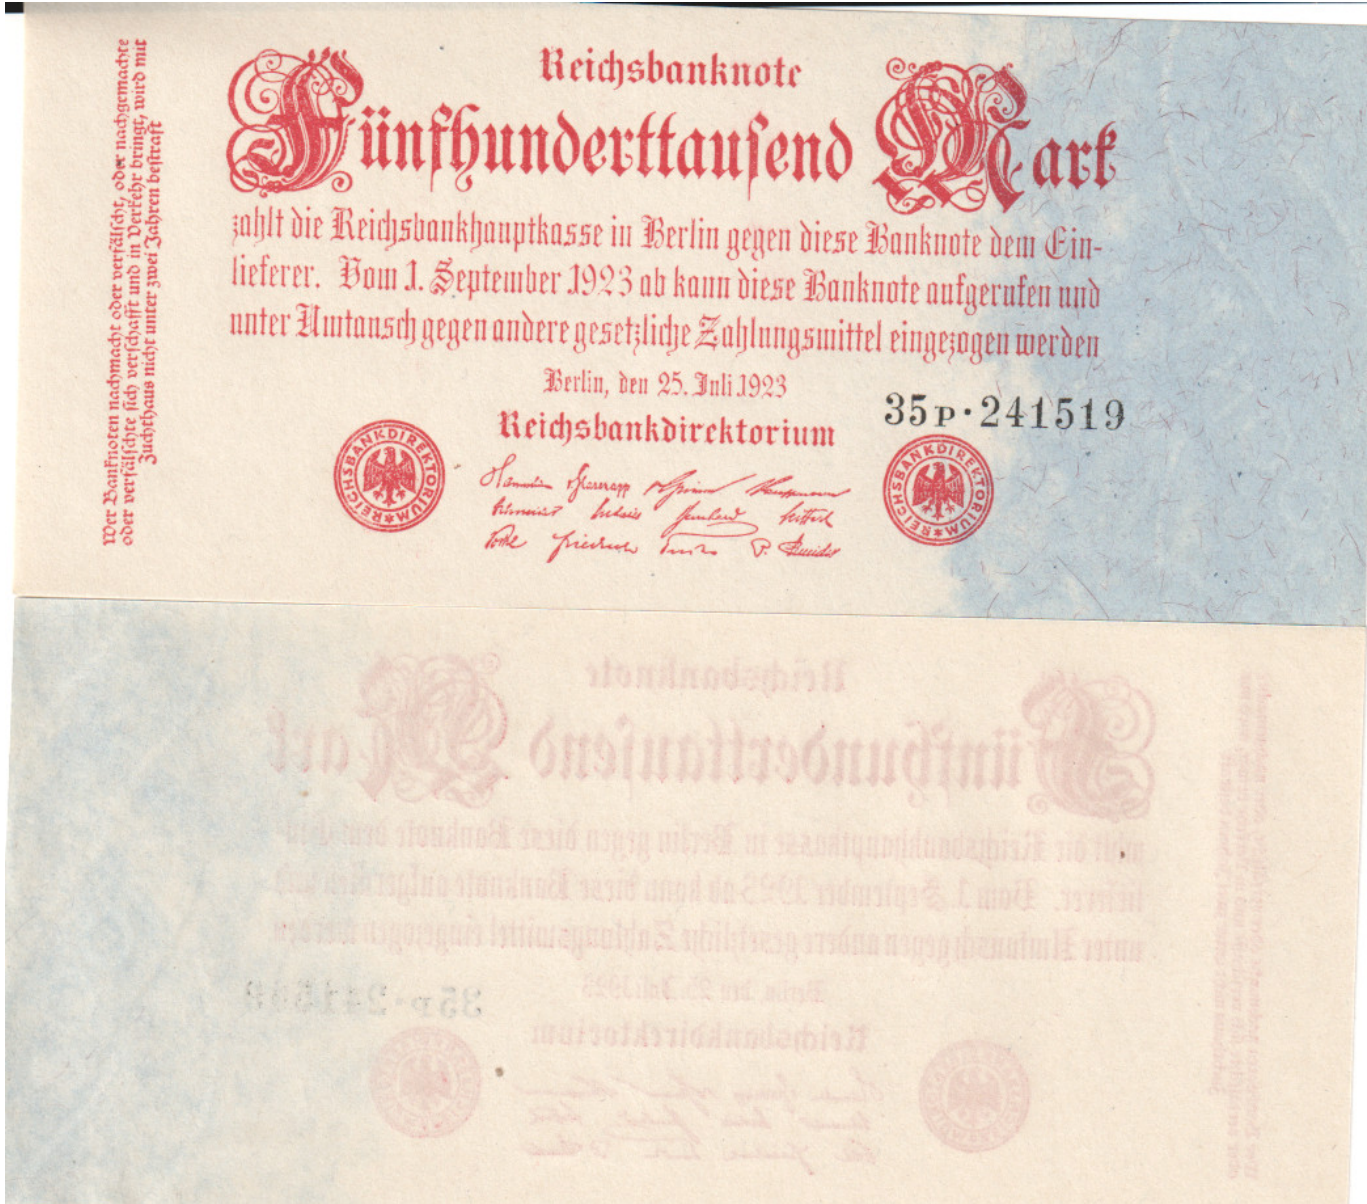 Wer Banknoten nachmacht oder verfälscht, oder nachgemachte
oder verfälschte sich verschafft und in Verkehr bringt, wird mit
Zuchthaus nicht unter zwei Jahren bestraft
Reichsbanknote
Fünfhunderttausend Mark
zahlt die Reichsbankhauptkasse in Berlin gegen diese Banknote dem Ein-
lieferer. Vom 1. September 1923 ab kann diese Banknote aufgerufen und
unter Umtausch gegen andere gesetzliche Zahlungsmittel eingezogen werden
Berlin, den 25. Juli 1923
35P·241519
Reichsbankdirektorium
REICHSBANKDIREKTORIUM
REICHSBANKDIREKTORIUM